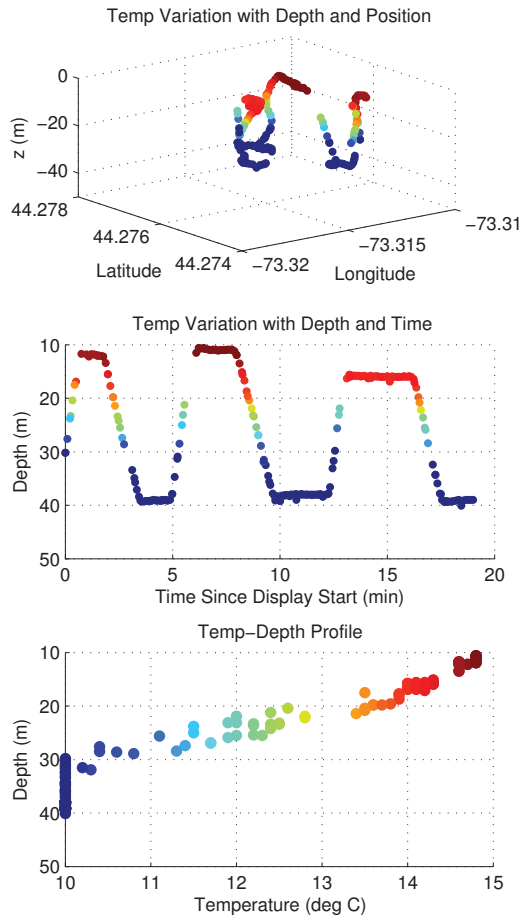 Temp Variation with Depth and Position
0
−20
−40
z (m)
44.278
44.276
44.274
Latitude
−73.32
−73.315
−73.31
Longitude
Temp Variation with Depth and Time
10
20
30
40
50
Depth (m)
0 5 10 15 20
Time Since Display Start (min)
Temp−Depth Profile
10
20
30
40
50
Depth (m)
10 11 12 13 14 15
Temperature (deg C)